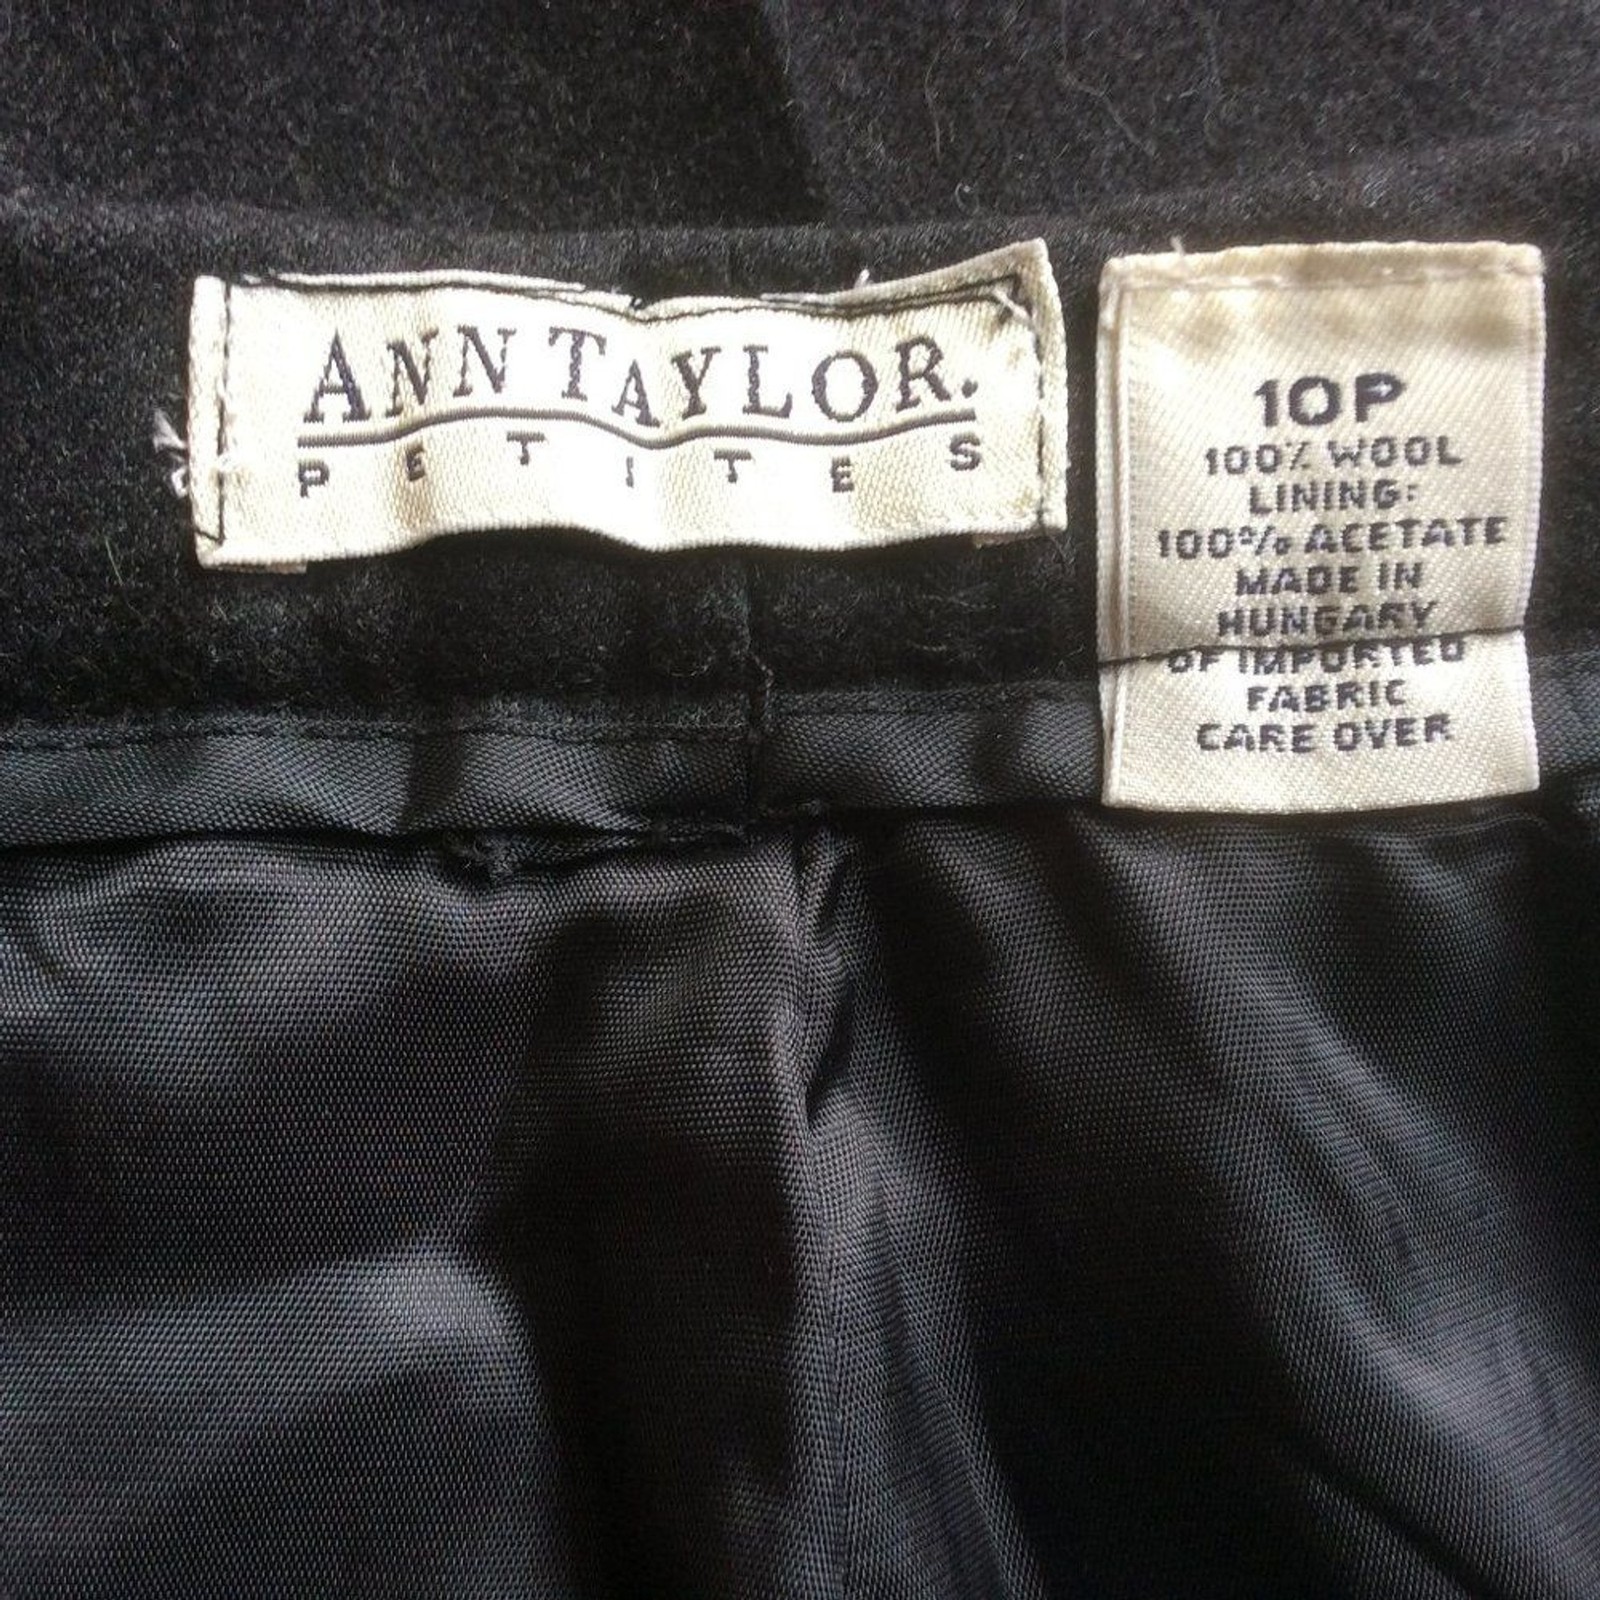 ANN TAYLOR.
PETITES
10P
100% WOOL
LINING:
100% ACETATE
MADE IN
HUNGARY
OF IMPORTED
FABRIC
CARE OVER